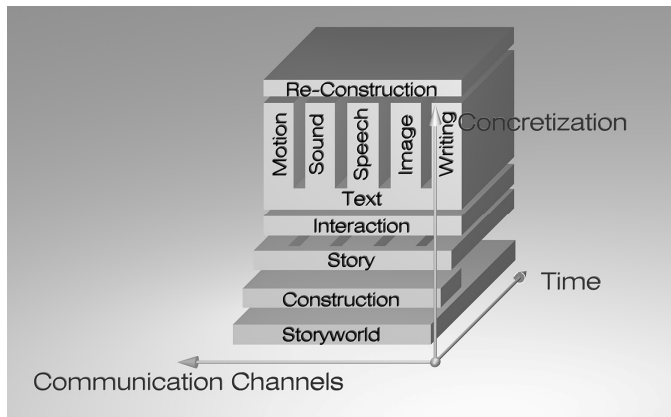 Re-Construction
Motion
Sound
Speech
Image
Writing
Concretization
Text
Interaction
Story
Time
Construction
Storyworld
Communication Channels